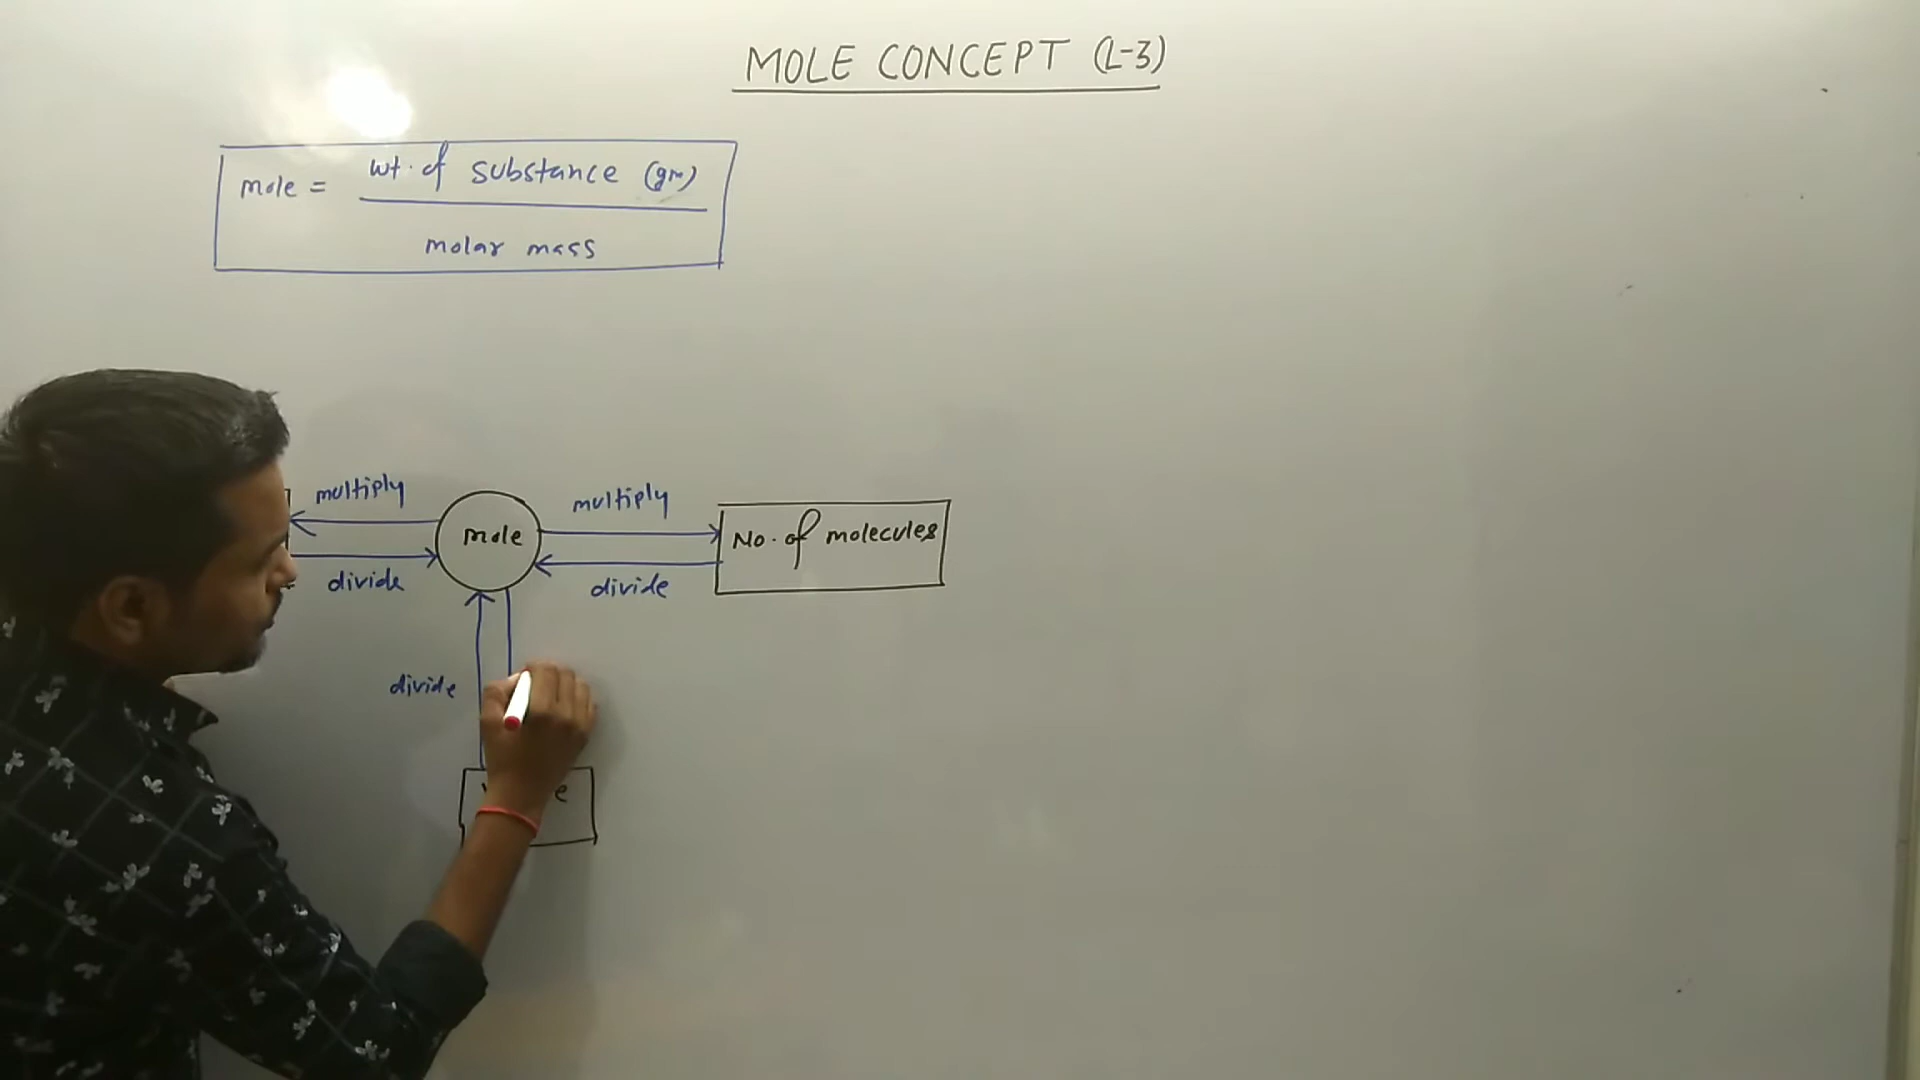 MOLE CONCEPT (L-3)
mole = wt. of substance (gm)
molar mass
multiply
mole
multiply
No. of molecules
divide
divide
divide